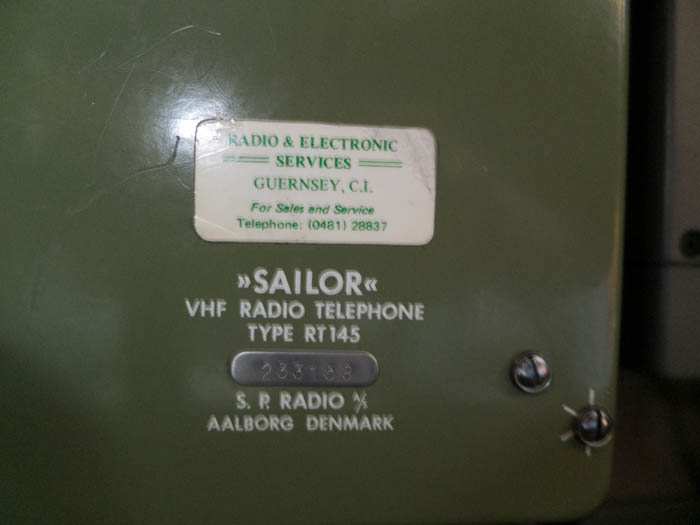 RADIO & ELECTRONIC
SERVICES
GUERNSEY, C.I.
For Sales and Service
Telephone: (0481) 28837
»SAILOR«
VHF RADIO TELEPHONE
TYPE RT145
233188
S. P. RADIO A/S
AALBORG DENMARK